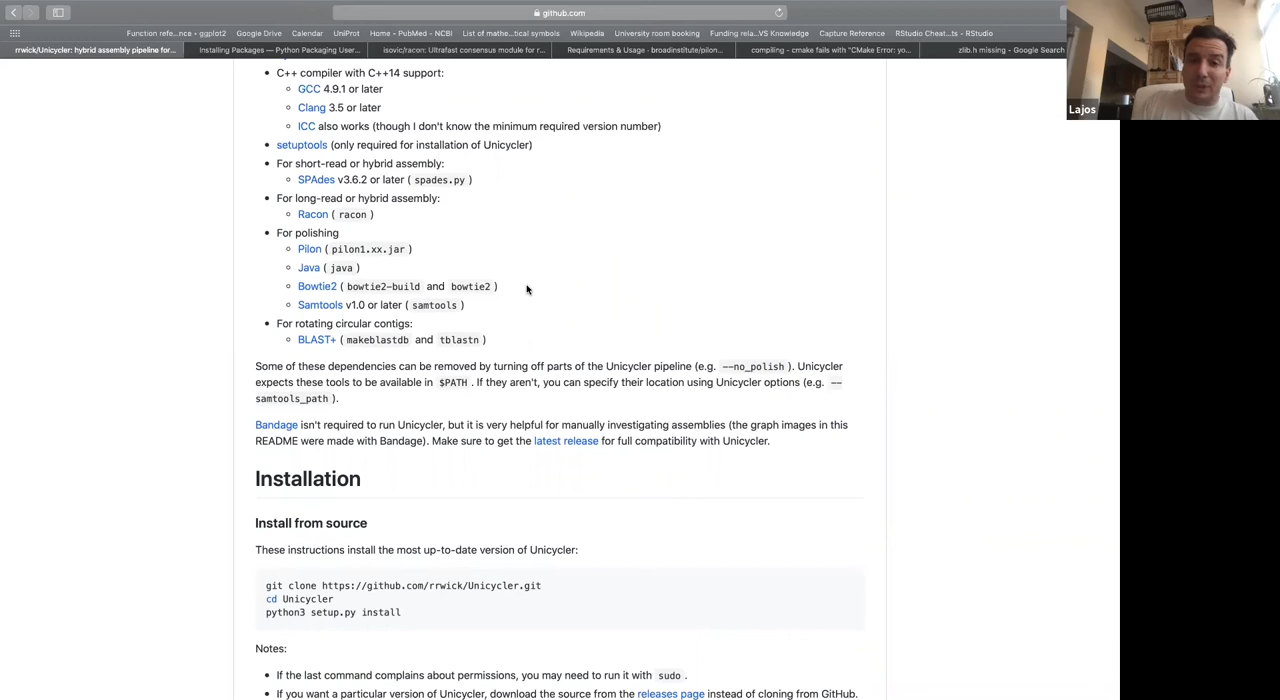 github.com
Function refe...nce - ggplot2 Google Drive Calendar UniProt Home - PubMed - NCBI List of mathe...tical symbols Wikipedia University room booking Funding rela...VS Knowledge Capture Reference RStudio Cheat...ts - RStudio
rrwick/Unicycler: hybrid assembly pipeline for... Installing Packages — Python Packaging User... isovic/racon: Ultrafast consensus module for r... Requirements & Usage · broadinstitute/pilon... compiling - cmake fails with "CMake Error: yo... zlib.h missing - Google Search
Lajos
• C++ compiler with C++14 support:
◦ GCC 4.9.1 or later
◦ Clang 3.5 or later
◦ ICC also works (though I don't know the minimum required version number)
• setuptools (only required for installation of Unicycler)
• For short-read or hybrid assembly:
◦ SPAdes v3.6.2 or later ( spades.py )
• For long-read or hybrid assembly:
◦ Racon ( racon )
• For polishing
◦ Pilon ( pilon1.xx.jar )
◦ Java ( java )
◦ Bowtie2 ( bowtie2-build and bowtie2 )
◦ Samtools v1.0 or later ( samtools )
• For rotating circular contigs:
◦ BLAST+ ( makeblastdb and tblastn )
Some of these dependencies can be removed by turning off parts of the Unicycler pipeline (e.g. --no_polish ). Unicycler
expects these tools to be available in $PATH . If they aren't, you can specify their location using Unicycler options (e.g. --
samtools_path ).
Bandage isn't required to run Unicycler, but it is very helpful for manually investigating assemblies (the graph images in this
README were made with Bandage). Make sure to get the latest release for full compatibility with Unicycler.
Installation
Install from source
These instructions install the most up-to-date version of Unicycler:
git clone https://github.com/rrwick/Unicycler.git
cd Unicycler
python3 setup.py install
Notes:
• If the last command complains about permissions, you may need to run it with sudo .
• If you want a particular version of Unicycler, download the source from the releases page instead of cloning from GitHub.